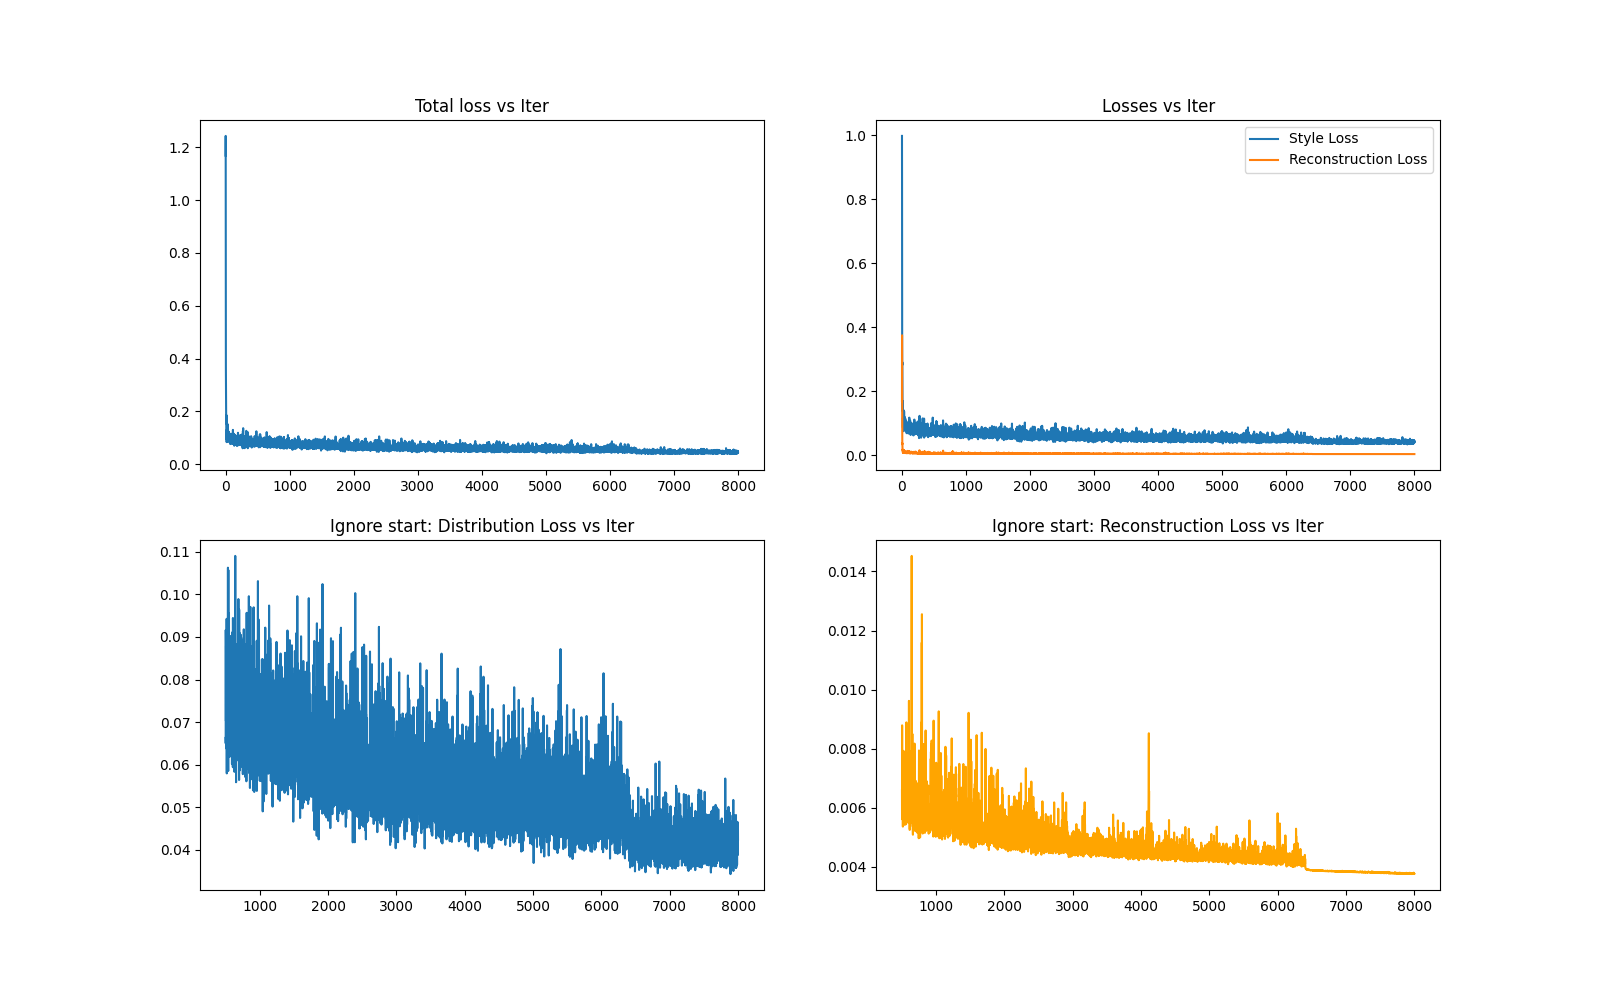 Total loss vs Iter
1.2
1.0
0.8
0.6
0.4
0.2
0.0
0 1000 2000 3000 4000 5000 6000 7000 8000
Losses vs Iter
Style Loss
Reconstruction Loss
1.0
0.8
0.6
0.4
0.2
0.0
0 1000 2000 3000 4000 5000 6000 7000 8000
Ignore start: Distribution Loss vs Iter
0.11
0.10
0.09
0.08
0.07
0.06
0.05
0.04
1000 2000 3000 4000 5000 6000 7000 8000
Ignore start: Reconstruction Loss vs Iter
0.014
0.012
0.010
0.008
0.006
0.004
1000 2000 3000 4000 5000 6000 7000 8000